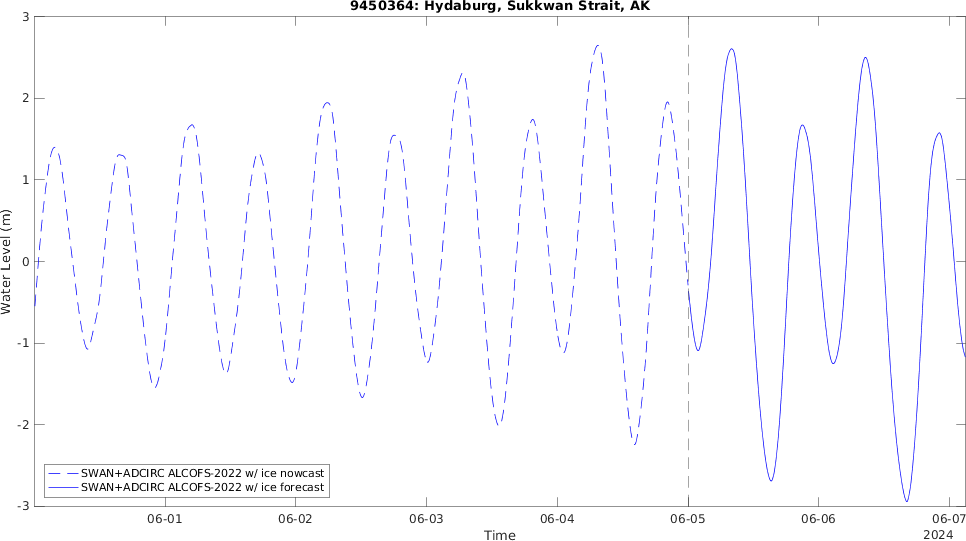 9450364: Hydaburg, Sukkwan Strait, AK
3
2
1
0
-1
-2
-3
Water Level (m)
SWAN+ADCIRC ALCOFS-2022 w/ ice nowcast
SWAN+ADCIRC ALCOFS-2022 w/ ice forecast
06-01 06-02 06-03 06-04 06-05 06-06 06-07
Time
2024